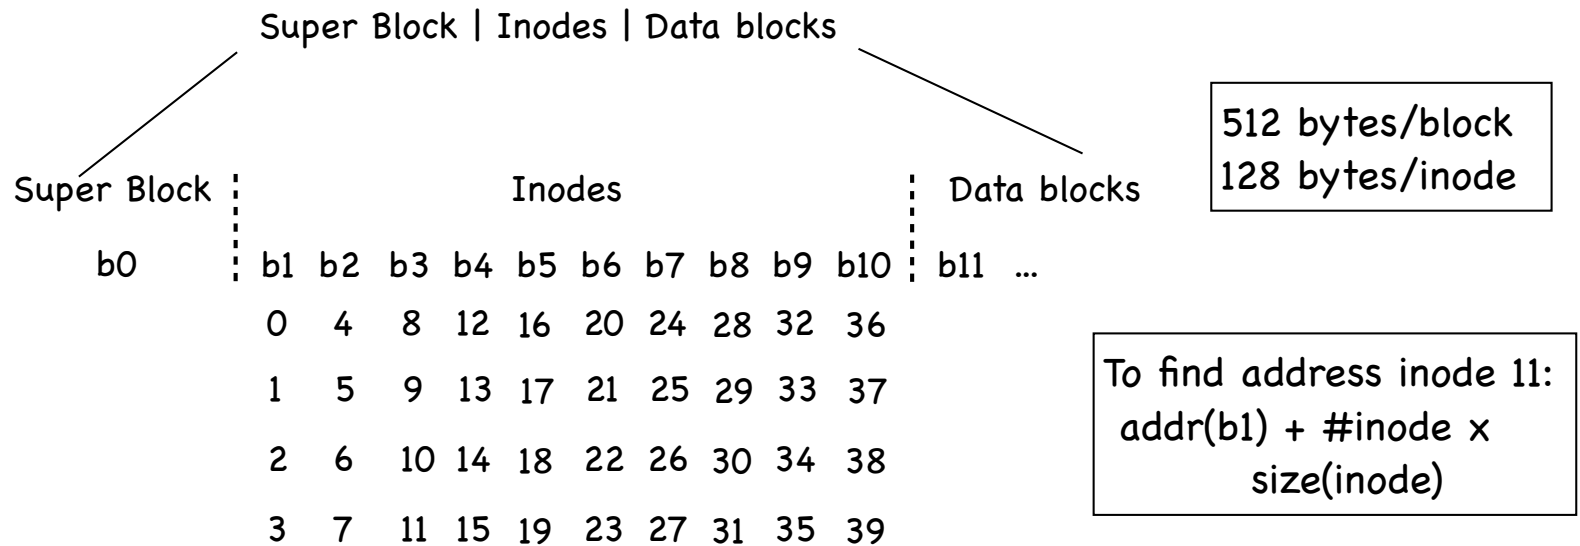 Super Block | Inodes | Data blocks
512 bytes/block
128 bytes/inode
Super Block Inodes Data blocks
b0 b1 b2 b3 b4 b5 b6 b7 b8 b9 b10 b11 ...
0 4 8 12 16 20 24 28 32 36
1 5 9 13 17 21 25 29 33 37
2 6 10 14 18 22 26 30 34 38
3 7 11 15 19 23 27 31 35 39
To find address inode 11:
addr(b1) + #inode x
size(inode)